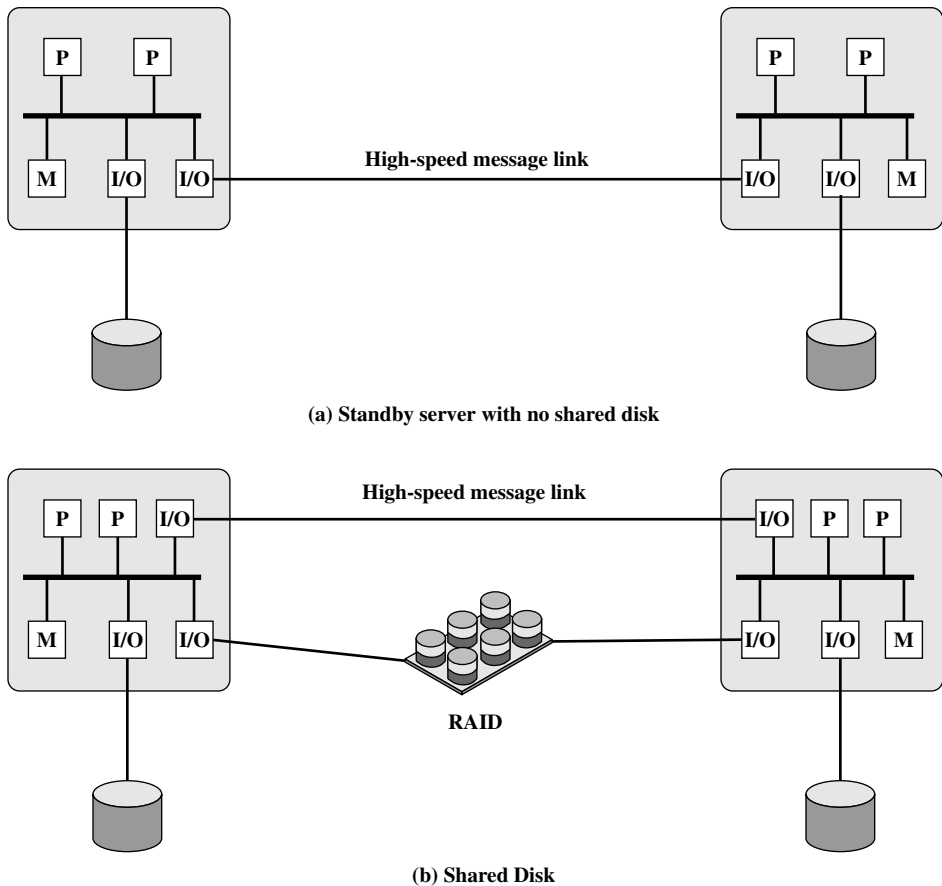 P P P P
High-speed message link
M I/O I/O I/O I/O M
(a) Standby server with no shared disk
High-speed message link
P P I/O I/O P P
M I/O I/O I/O I/O M
RAID
(b) Shared Disk